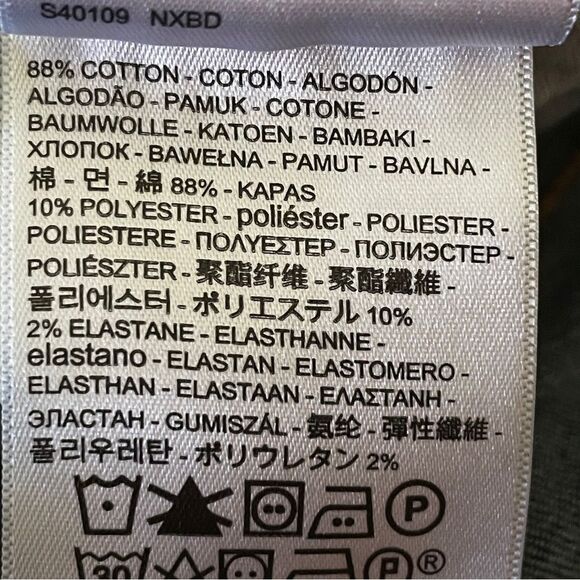 S40109 NXBD
88% COTTON - COTON - ALGODÓN -
ALGODÃO - PAMUK - COTONE -
BAUMWOLLE - KATOEN - BAMBAKI -
ХЛОПОК - BAWEŁNA - PAMUT - BAVLNA -
棉 - 면 - 綿 88% - KAPAS
10% POLYESTER - poliéster - POLIESTER -
POLIESTERE - ΠΟΛΥΕΣΤΕΡ - ПОЛИЭСТЕР -
POLIÉSZTER - 聚酯纤维 - 聚酯纖維 -
폴리에스터 - ポリエステル 10%
2% ELASTANE - ELASTHANNE -
elastano - ELASTAN - ELASTOMERO -
ELASTHAN - ELASTAAN - ΕΛΑΣΤΑΝΗ -
ЭЛАСТАН - GUMISZÁL - 氨纶 - 彈性纖維 -
폴리우레탄 - ポリウレタン 2%
P
30 P®